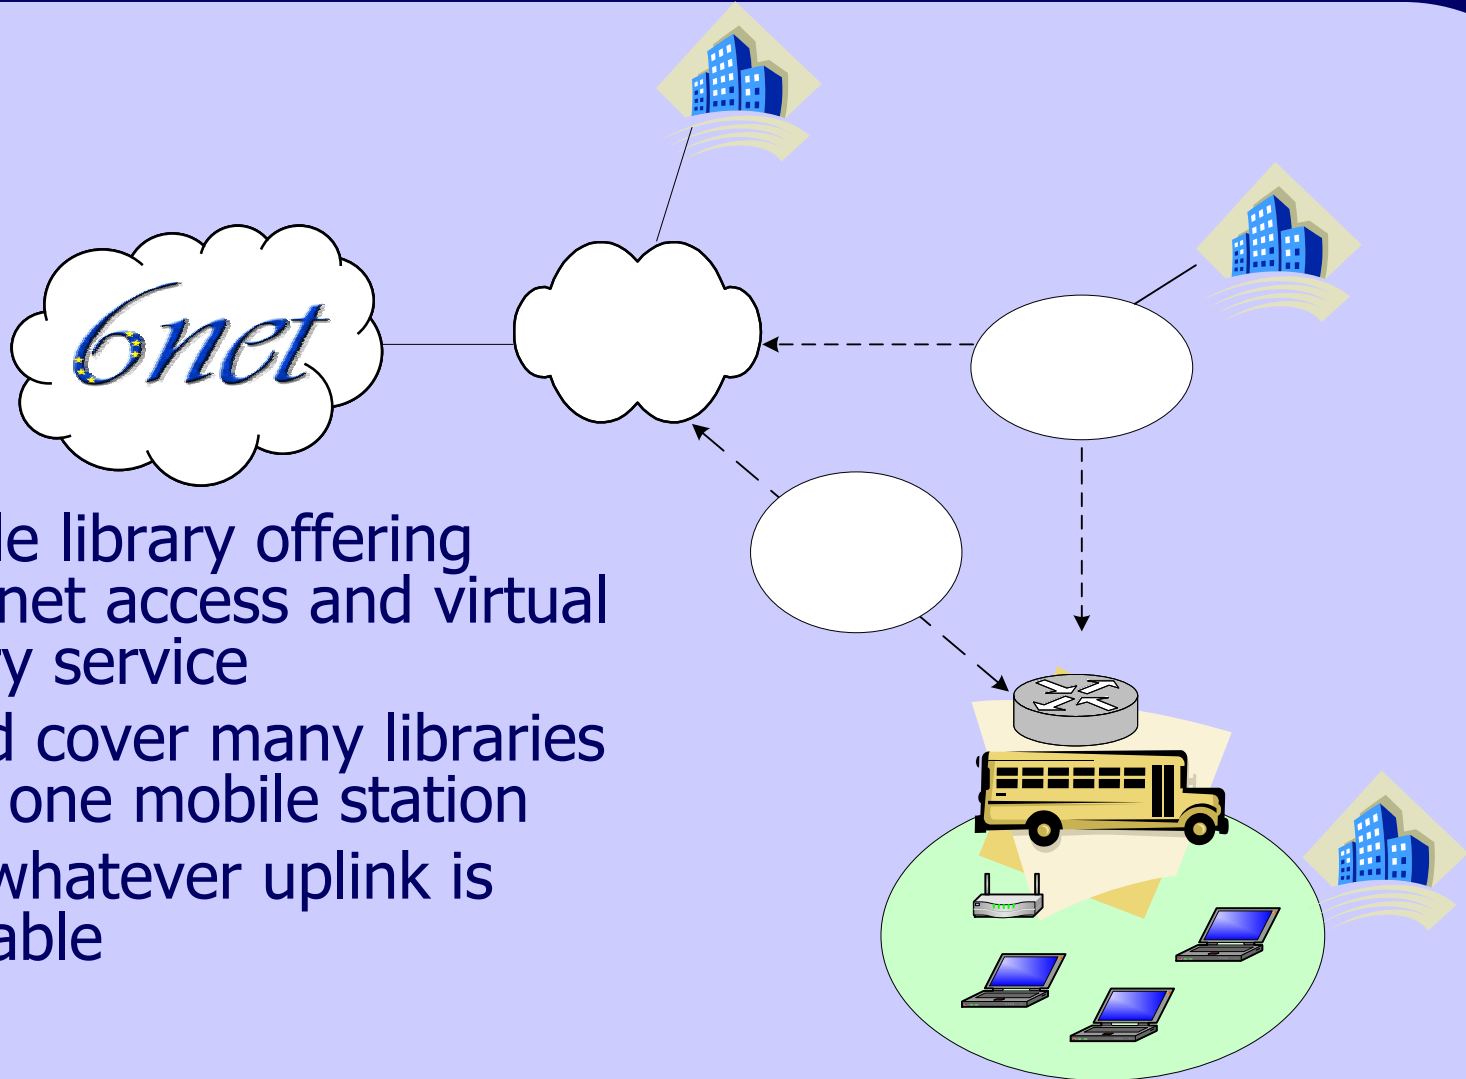 6net
le library offering
net access and virtual
ry service
d cover many libraries
one mobile station
whatever uplink is
able